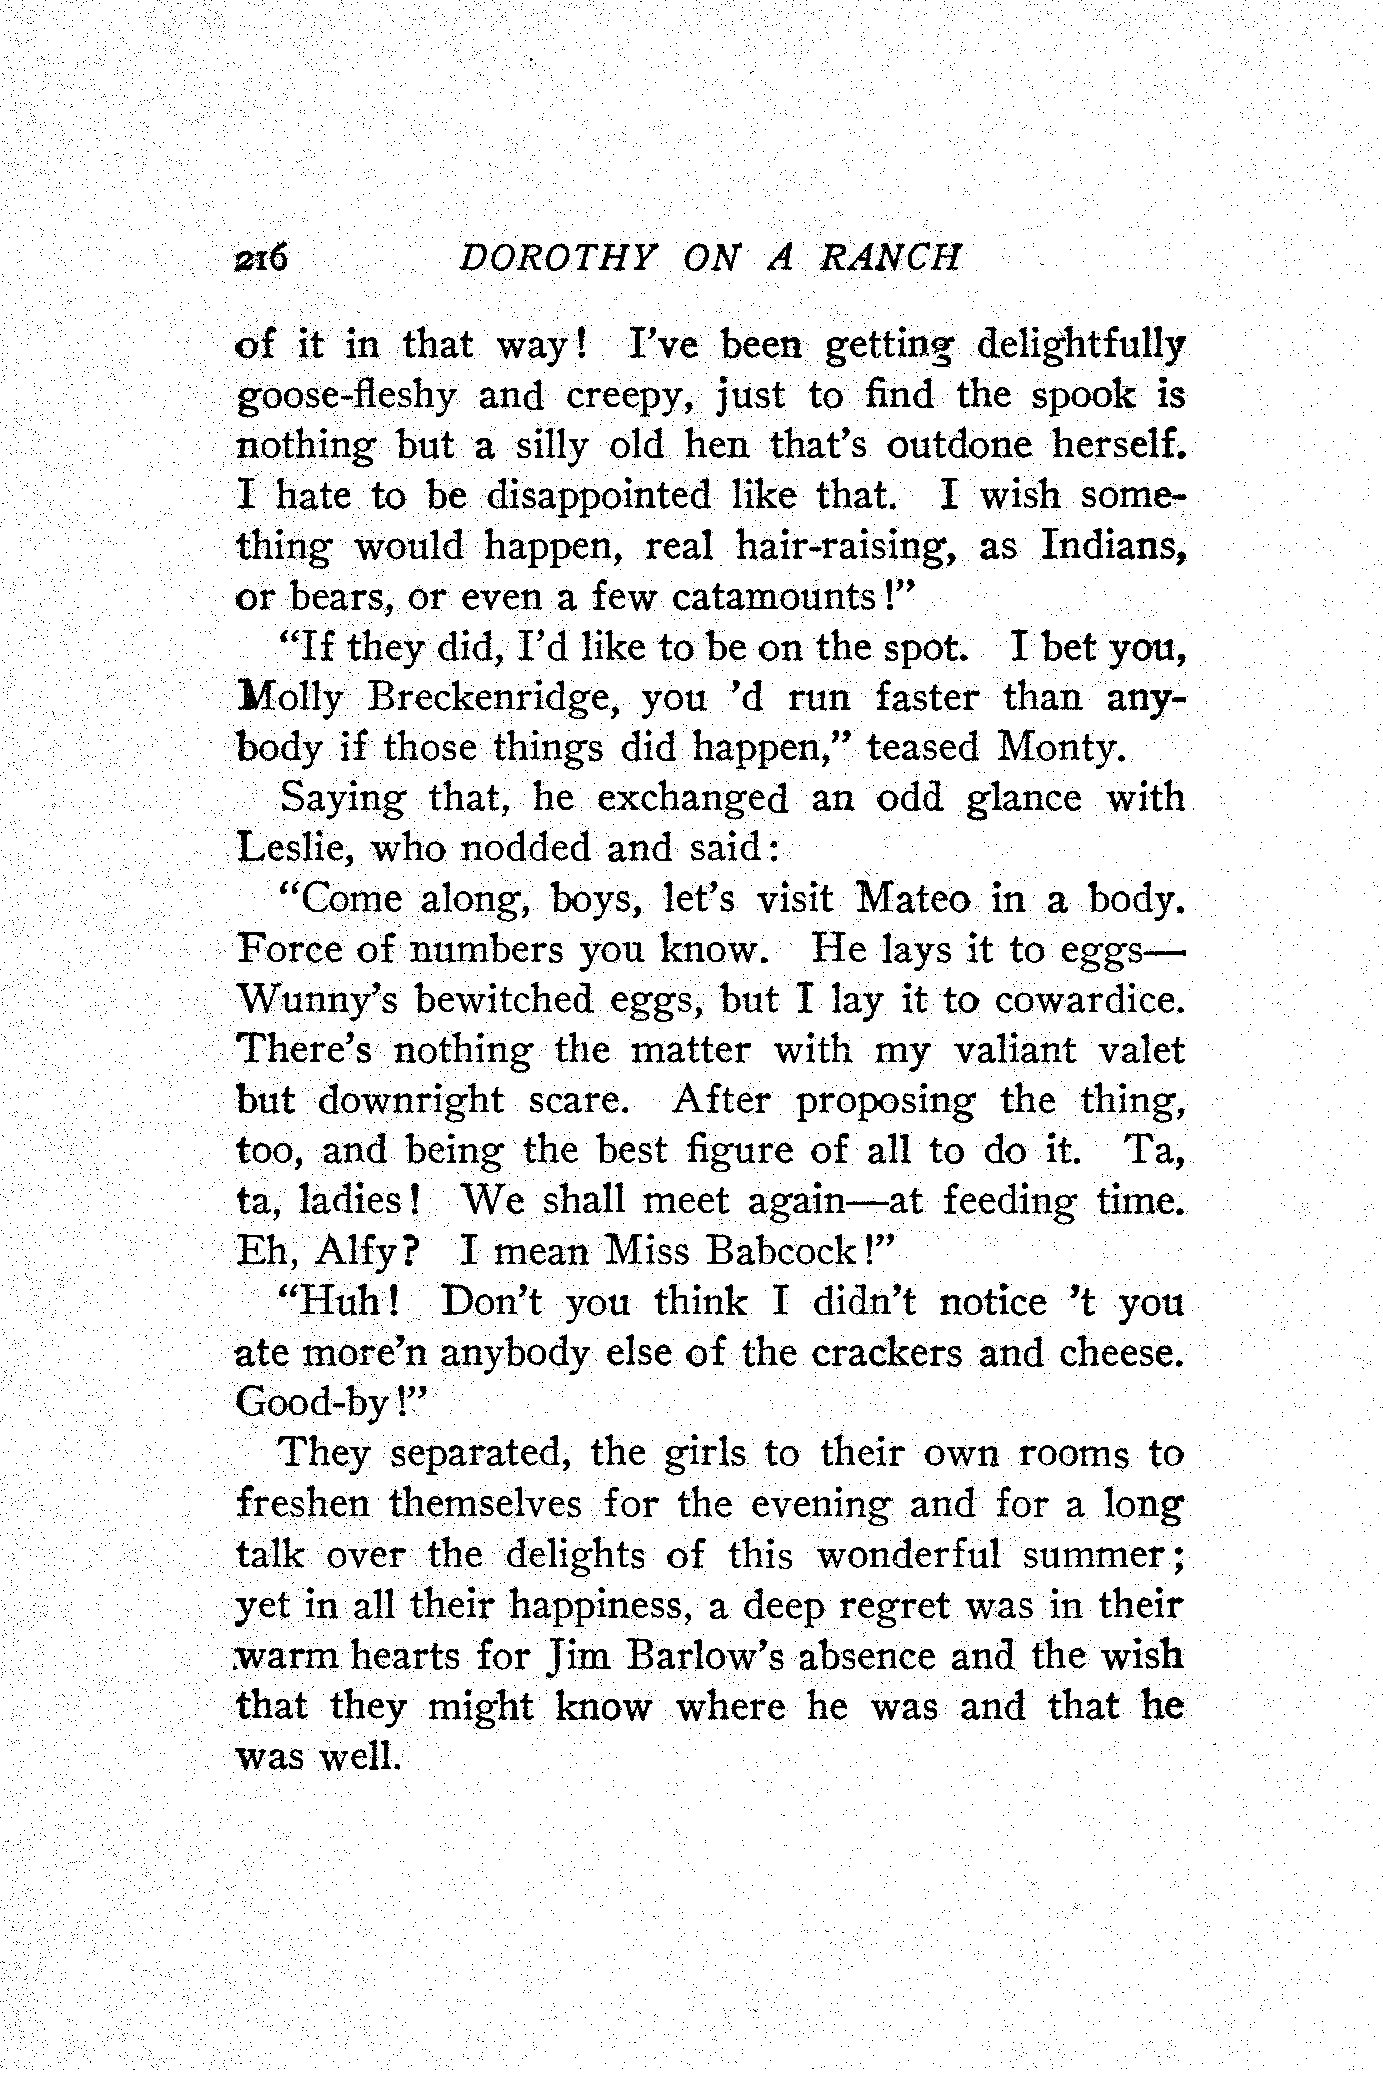 216 DOROTHY ON A RANCH
of it in that way! I've been getting delightfully
goose-fleshy and creepy, just to find the spook is
nothing but a silly old hen that's outdone herself.
I hate to be disappointed like that. I wish some-
thing would happen, real hair-raising, as Indians,
or bears, or even a few catamounts!"
"If they did, I'd like to be on the spot. I bet you,
Molly Breckenridge, you 'd run faster than any-
body if those things did happen," teased Monty.
Saying that, he exchanged an odd glance with
Leslie, who nodded and said:
"Come along, boys, let's visit Mateo in a body.
Force of numbers you know. He lays it to eggs—
Wunny's bewitched eggs, but I lay it to cowardice.
There's nothing the matter with my valiant valet
but downright scare. After proposing the thing,
too, and being the best figure of all to do it. Ta,
ta, ladies! We shall meet again—at feeding time.
Eh, Alfy? I mean Miss Babcock!"
"Huh! Don't you think I didn't notice 't you
ate more'n anybody else of the crackers and cheese.
Good-by!"
They separated, the girls to their own rooms to
freshen themselves for the evening and for a long
talk over the delights of this wonderful summer;
yet in all their happiness, a deep regret was in their
warm hearts for Jim Barlow's absence and the wish
that they might know where he was and that he
was well.